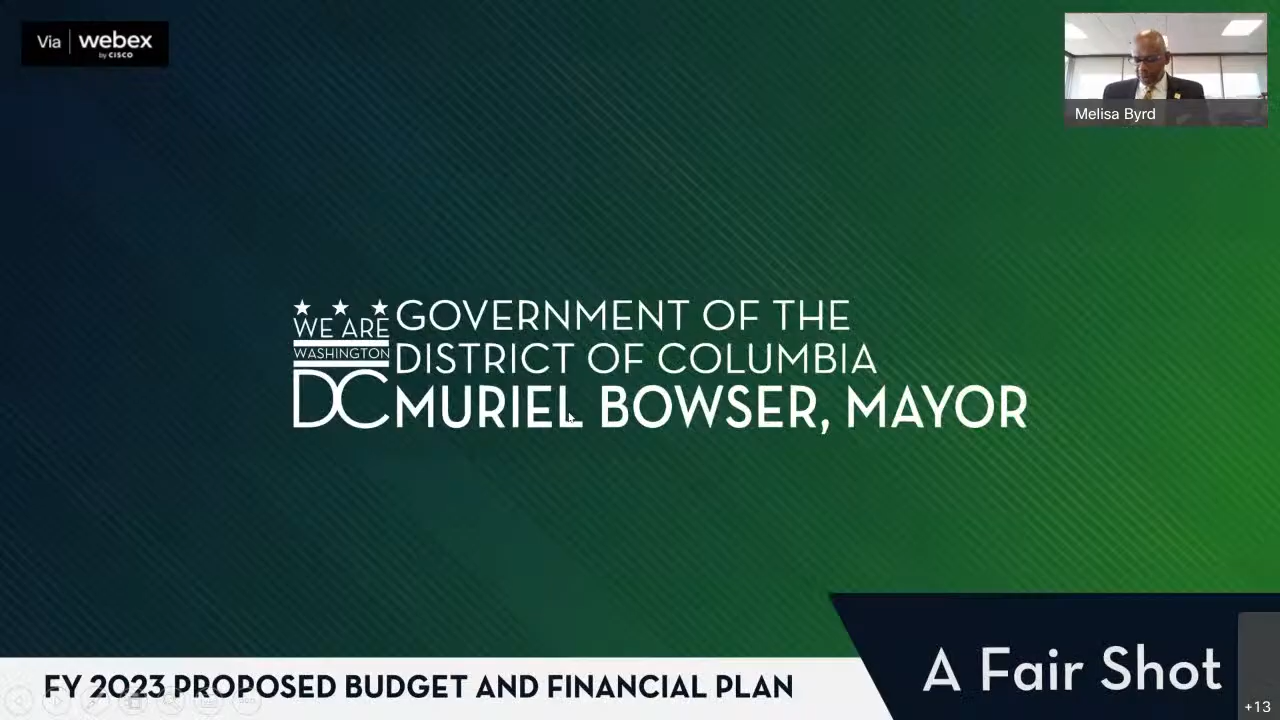 Via | webex
by CISCO
Melisa Byrd
WE ARE
WASHINGTON
DC
GOVERNMENT OF THE
DISTRICT OF COLUMBIA
MURIEL BOWSER, MAYOR
FY 2023 PROPOSED BUDGET AND FINANCIAL PLAN
A Fair Shot
+13